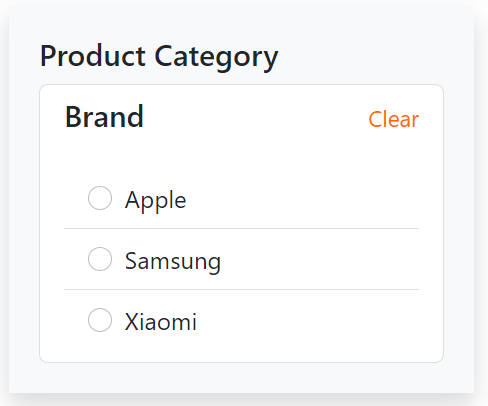 Product Category
Brand Clear
Apple
Samsung
Xiaomi